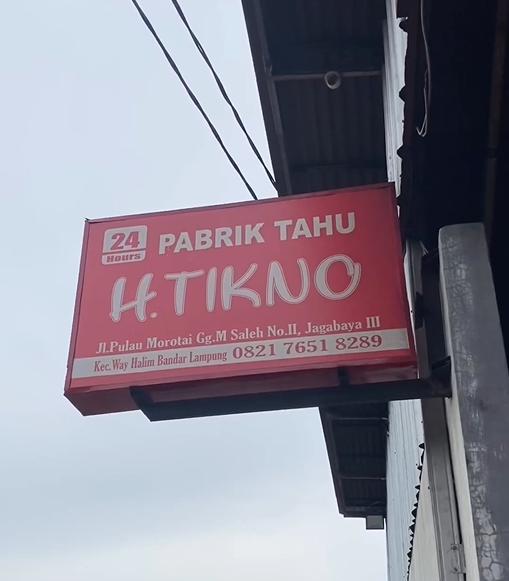 24 Hours PABRIK TAHU
H.TIKNO
Jl.Pulau Morotai Gg.M Saleh No.II, Jagabaya III
Kec.Way Halim Bandar Lampung 0821 7651 8289